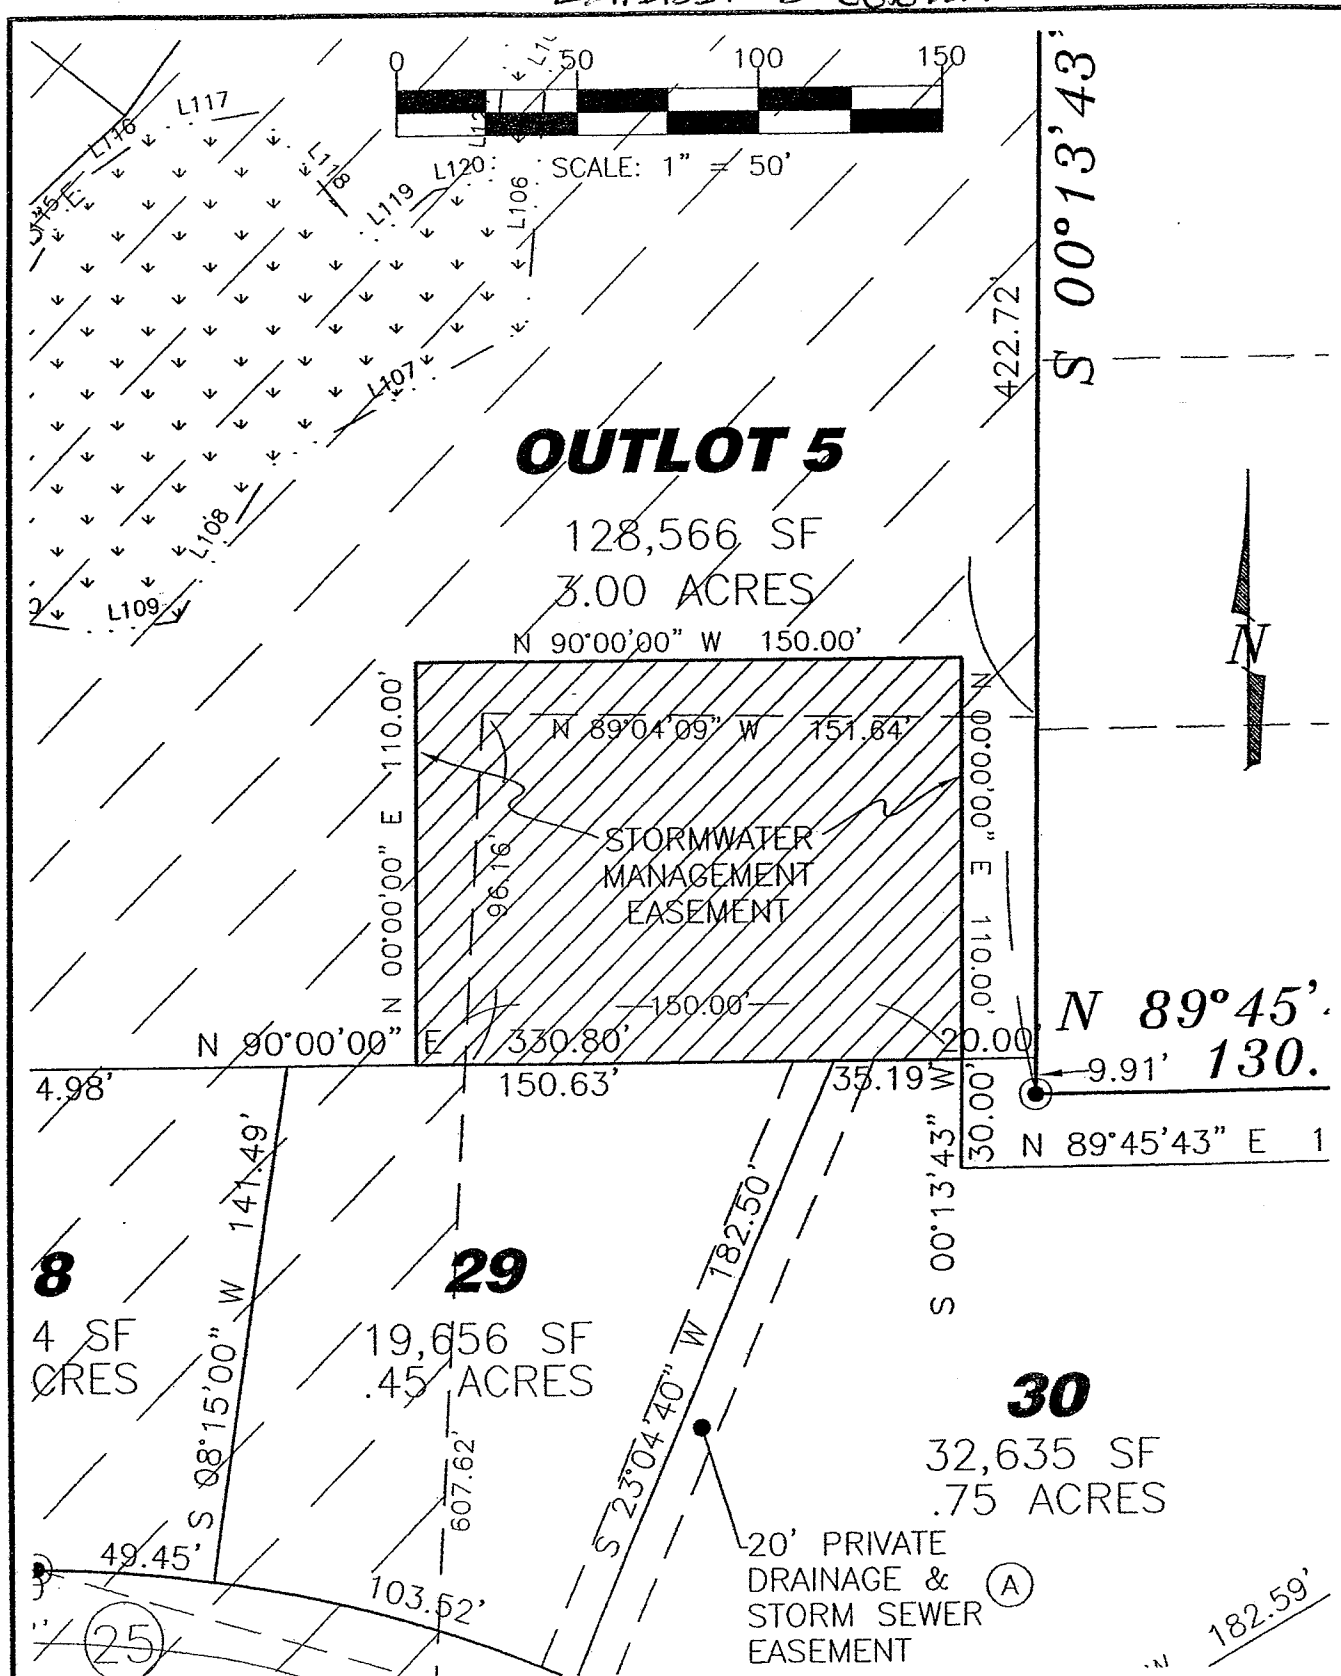 0 50 100 150
SCALE: 1" = 50'
L117
L116
L118
L119
L120
L106
L107
L108
L109
S 00°13'43"
422.72'
OUTLOT 5
128,566 SF
3.00 ACRES
N 90°00'00" W 150.00'
N 00°00'00" E 110.00'
N 89°04'09" W 151.64'
N 00°00'00" E 110.00'
96.16'
STORMWATER
MANAGEMENT
EASEMENT
150.00'
N
N 90°00'00" E 330.80'
20.00'
N 89°45'
130.
9.91'
4.98'
150.63'
35.19'
30.00'
N 89°45'43" E 1
S 00°13'43" W
S 08°15'00" W 141.49'
S 23°04'40" W 182.50'
8
4 SF
CRES
29
19,656 SF
.45 ACRES
607.62'
30
32,635 SF
.75 ACRES
49.45'
103.52'
25
20' PRIVATE
DRAINAGE & A
STORM SEWER
EASEMENT
182.59'
W